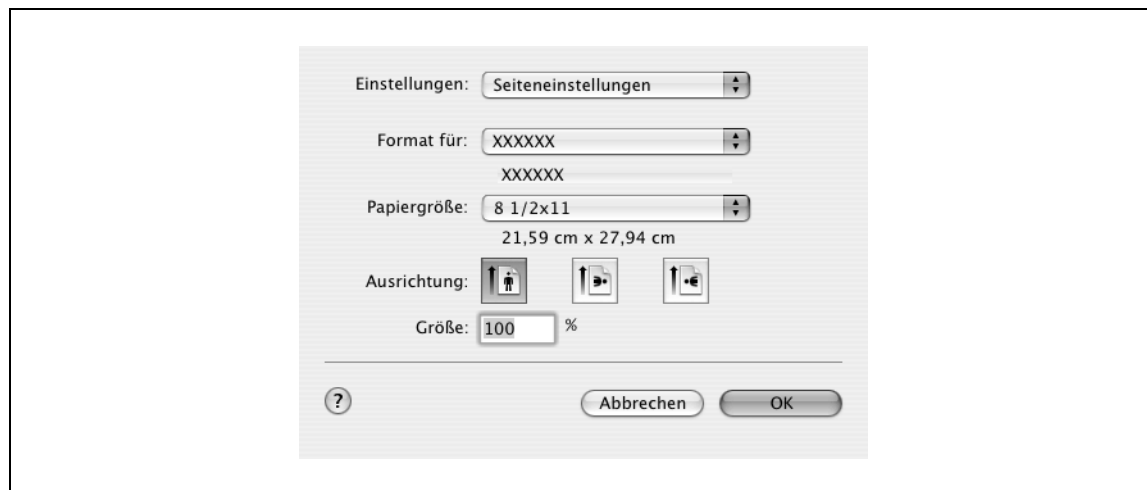 Einstellungen: Seiteneinstellungen
Format für: XXXXXX
XXXXXX
Papiergröße: 8 1/2x11
21,59 cm x 27,94 cm
Ausrichtung:
Größe: 100 %
? Abbrechen OK